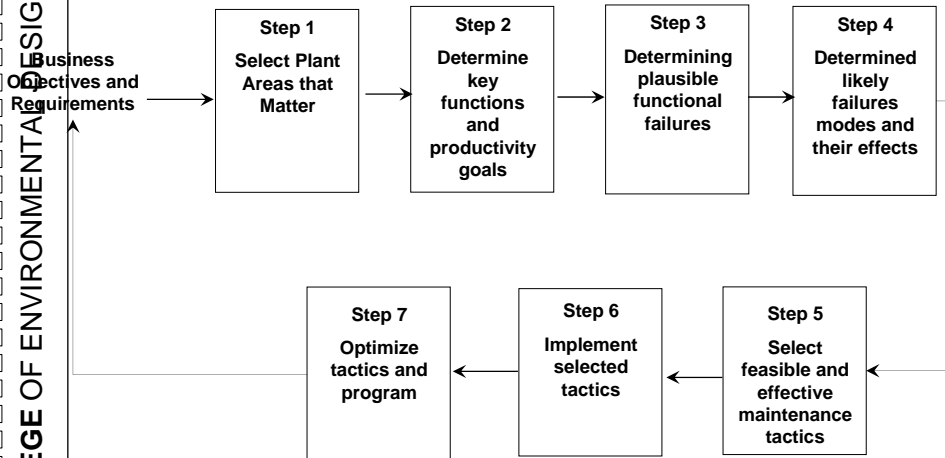 EGE OF ENVIRONMENTAL DESIG
Business
Objectives and
Requirements
Step 1
Select Plant
Areas that
Matter
Step 2
Determine
key
functions
and
productivity
goals
Step 3
Determining
plausible
functional
failures
Step 4
Determined
likely
failures
modes and
their effects
Step 5
Select
feasible and
effective
maintenance
tactics
Step 6
Implement
selected
tactics
Step 7
Optimize
tactics and
program